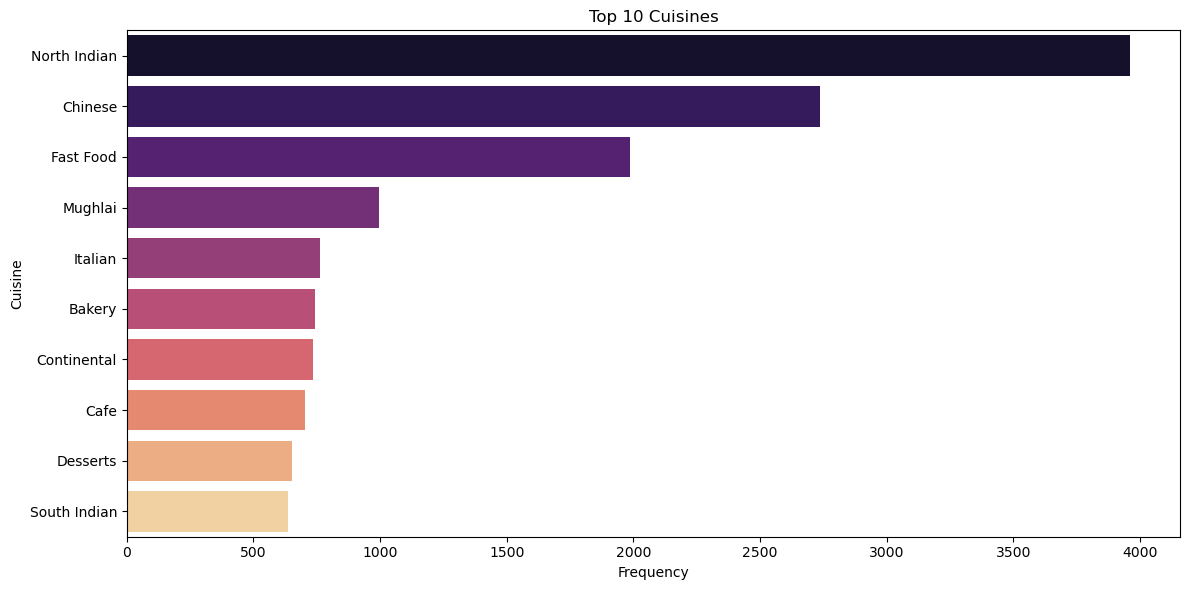 Top 10 Cuisines
Cuisine
North Indian
Chinese
Fast Food
Mughlai
Italian
Bakery
Continental
Cafe
Desserts
South Indian
0 500 1000 1500 2000 2500 3000 3500 4000
Frequency